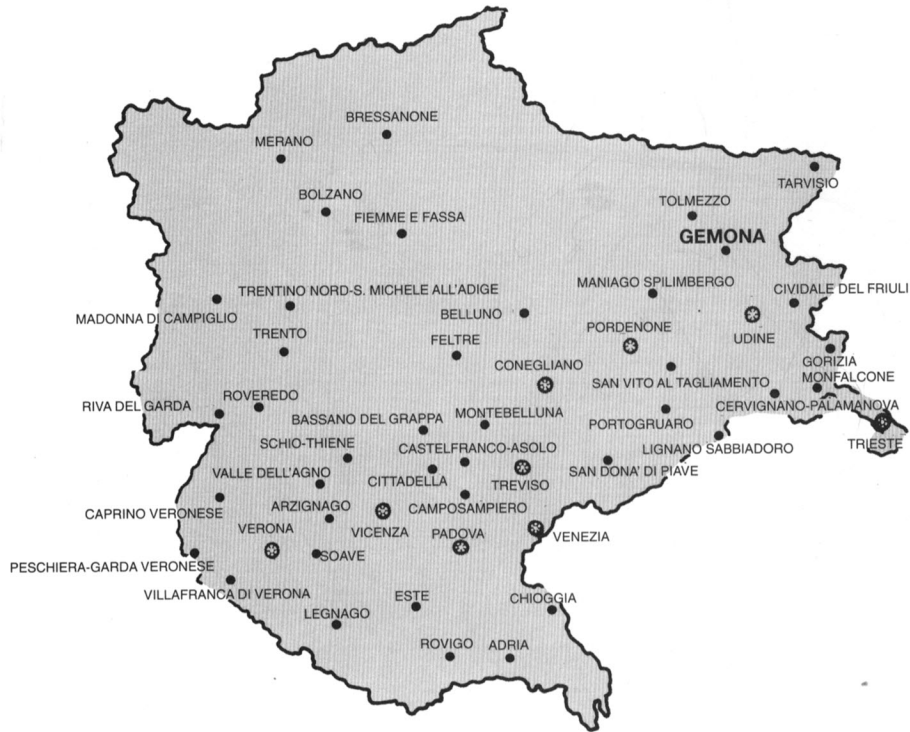 BRESSANONE
MERANO
TARVISIO
BOLZANO
TOLMEZZO
FIEMME E FASSA
GEMONA
MANIAGO SPILIMBERGO
TRENTINO NORD-S. MICHELE ALL'ADIGE
CIVIDALE DEL FRIULI
MADONNA DI CAMPIGLIO
BELLUNO
PORDENONE
TRENTO
UDINE
FELTRE
CONEGLIANO
GORIZIA
SAN VITO AL TAGLIAMENTO
MONFALCONE
ROVEREDO
RIVA DEL GARDA
CERVIGNANO-PALAMANOVA
BASSANO DEL GRAPPA
MONTEBELLUNA
PORTOGRUARO
TRIESTE
SCHIO-THIENE
CASTELFRANCO-ASOLO
LIGNANO SABBIADORO
VALLE DELL'AGNO
SAN DONA' DI PIAVE
CITTADELLA
TREVISO
ARZIGNAGO
CAMPOSAMPIERO
CAPRINO VERONESE
VERONA
VICENZA
PADOVA
VENEZIA
SOAVE
PESCHIERA-GARDA VERONESE
VILLAFRANCA DI VERONA
ESTE
CHIOGGIA
LEGNAGO
ROVIGO
ADRIA